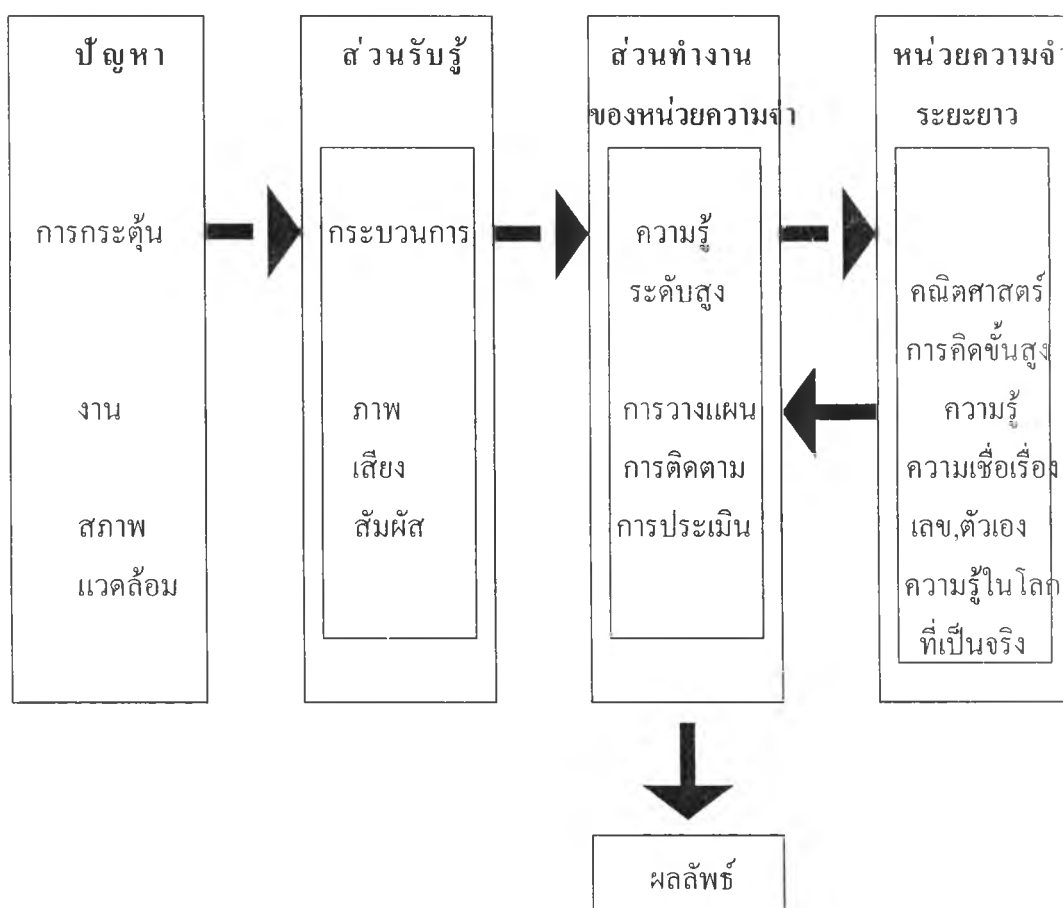 ปัญหา
การกระตุ้น
งาน
สภาพ
แวดล้อม
ส่วนรับรู้
กระบวนการ
ภาพ
เสียง
สัมผัส
ส่วนทำงาน
ของหน่วยความจำ
ความรู้
ระดับสูง
การวางแผน
การติดตาม
การประเมิน
หน่วยความจำ
ระยะยาว
คณิตศาสตร์
การคิดขั้นสูง
ความรู้
ความเชื่อเรื่อง
เลข,ตัวเอง
ความรู้ในโลก
ที่เป็นจริง
ผลลัพธ์